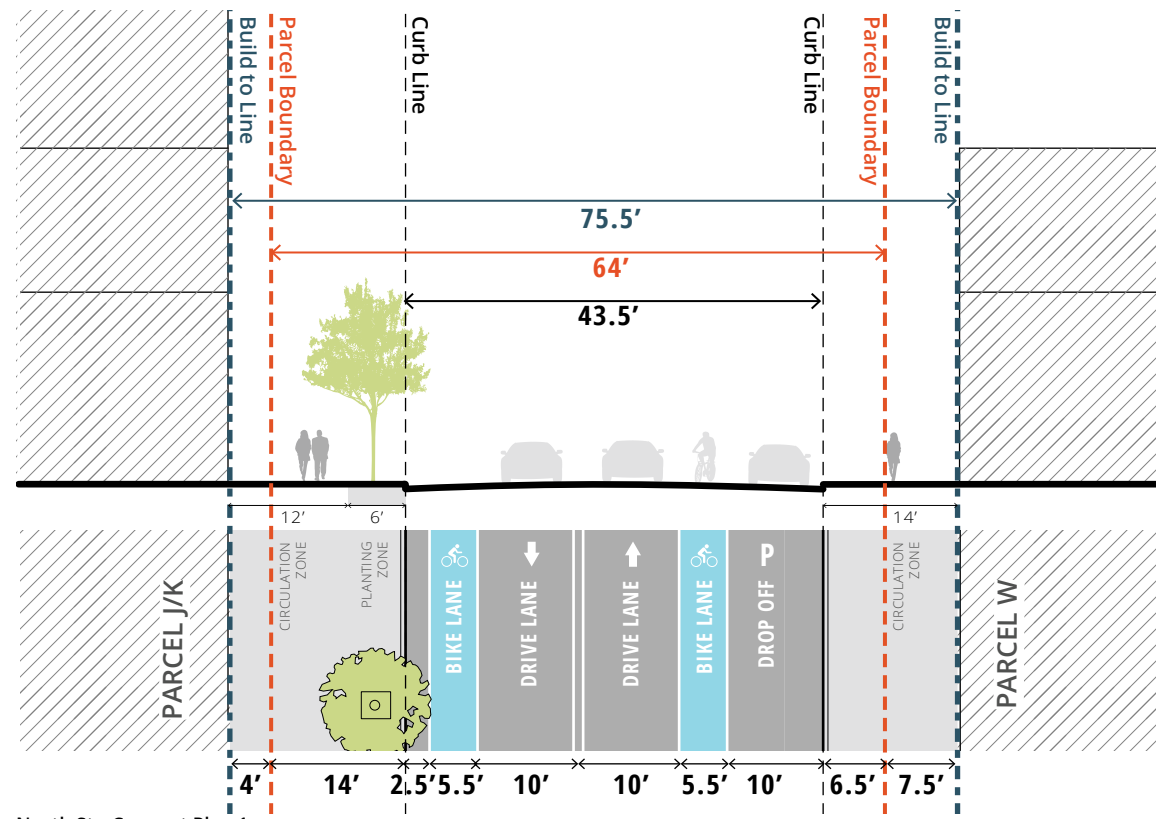 Build to Line
Parcel Boundary
Curb Line
Curb Line
Parcel Boundary
Build to Line
75.5’
64’
43.5’
12’
6’
14’
CIRCULATION
ZONE
PLANTING
ZONE
BIKE LANE
DRIVE LANE
DRIVE LANE
BIKE LANE
P
DROP OFF
CIRCULATION
ZONE
PARCEL J/K
PARCEL W
4’
14’
2.5’
5.5’
10’
10’
5.5’
10’
6.5’
7.5’